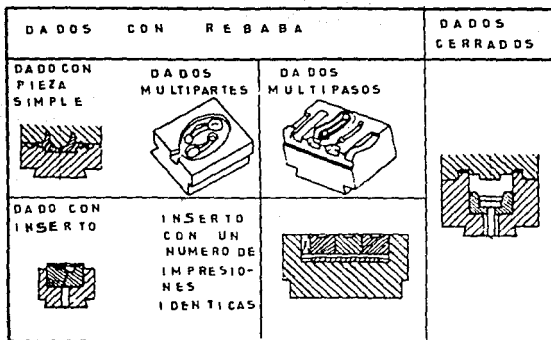 DADOS CON REBABA
DADOS
CERRADOS
DADO CON
PIEZA
SIMPLE
DADOS
MULTIPARTES
DADOS
MULTIPASOS
DADO CON
INSERTO
INSERTO
CON UN
NUMERO DE
IMPRESIO-
NES
IDENTICAS